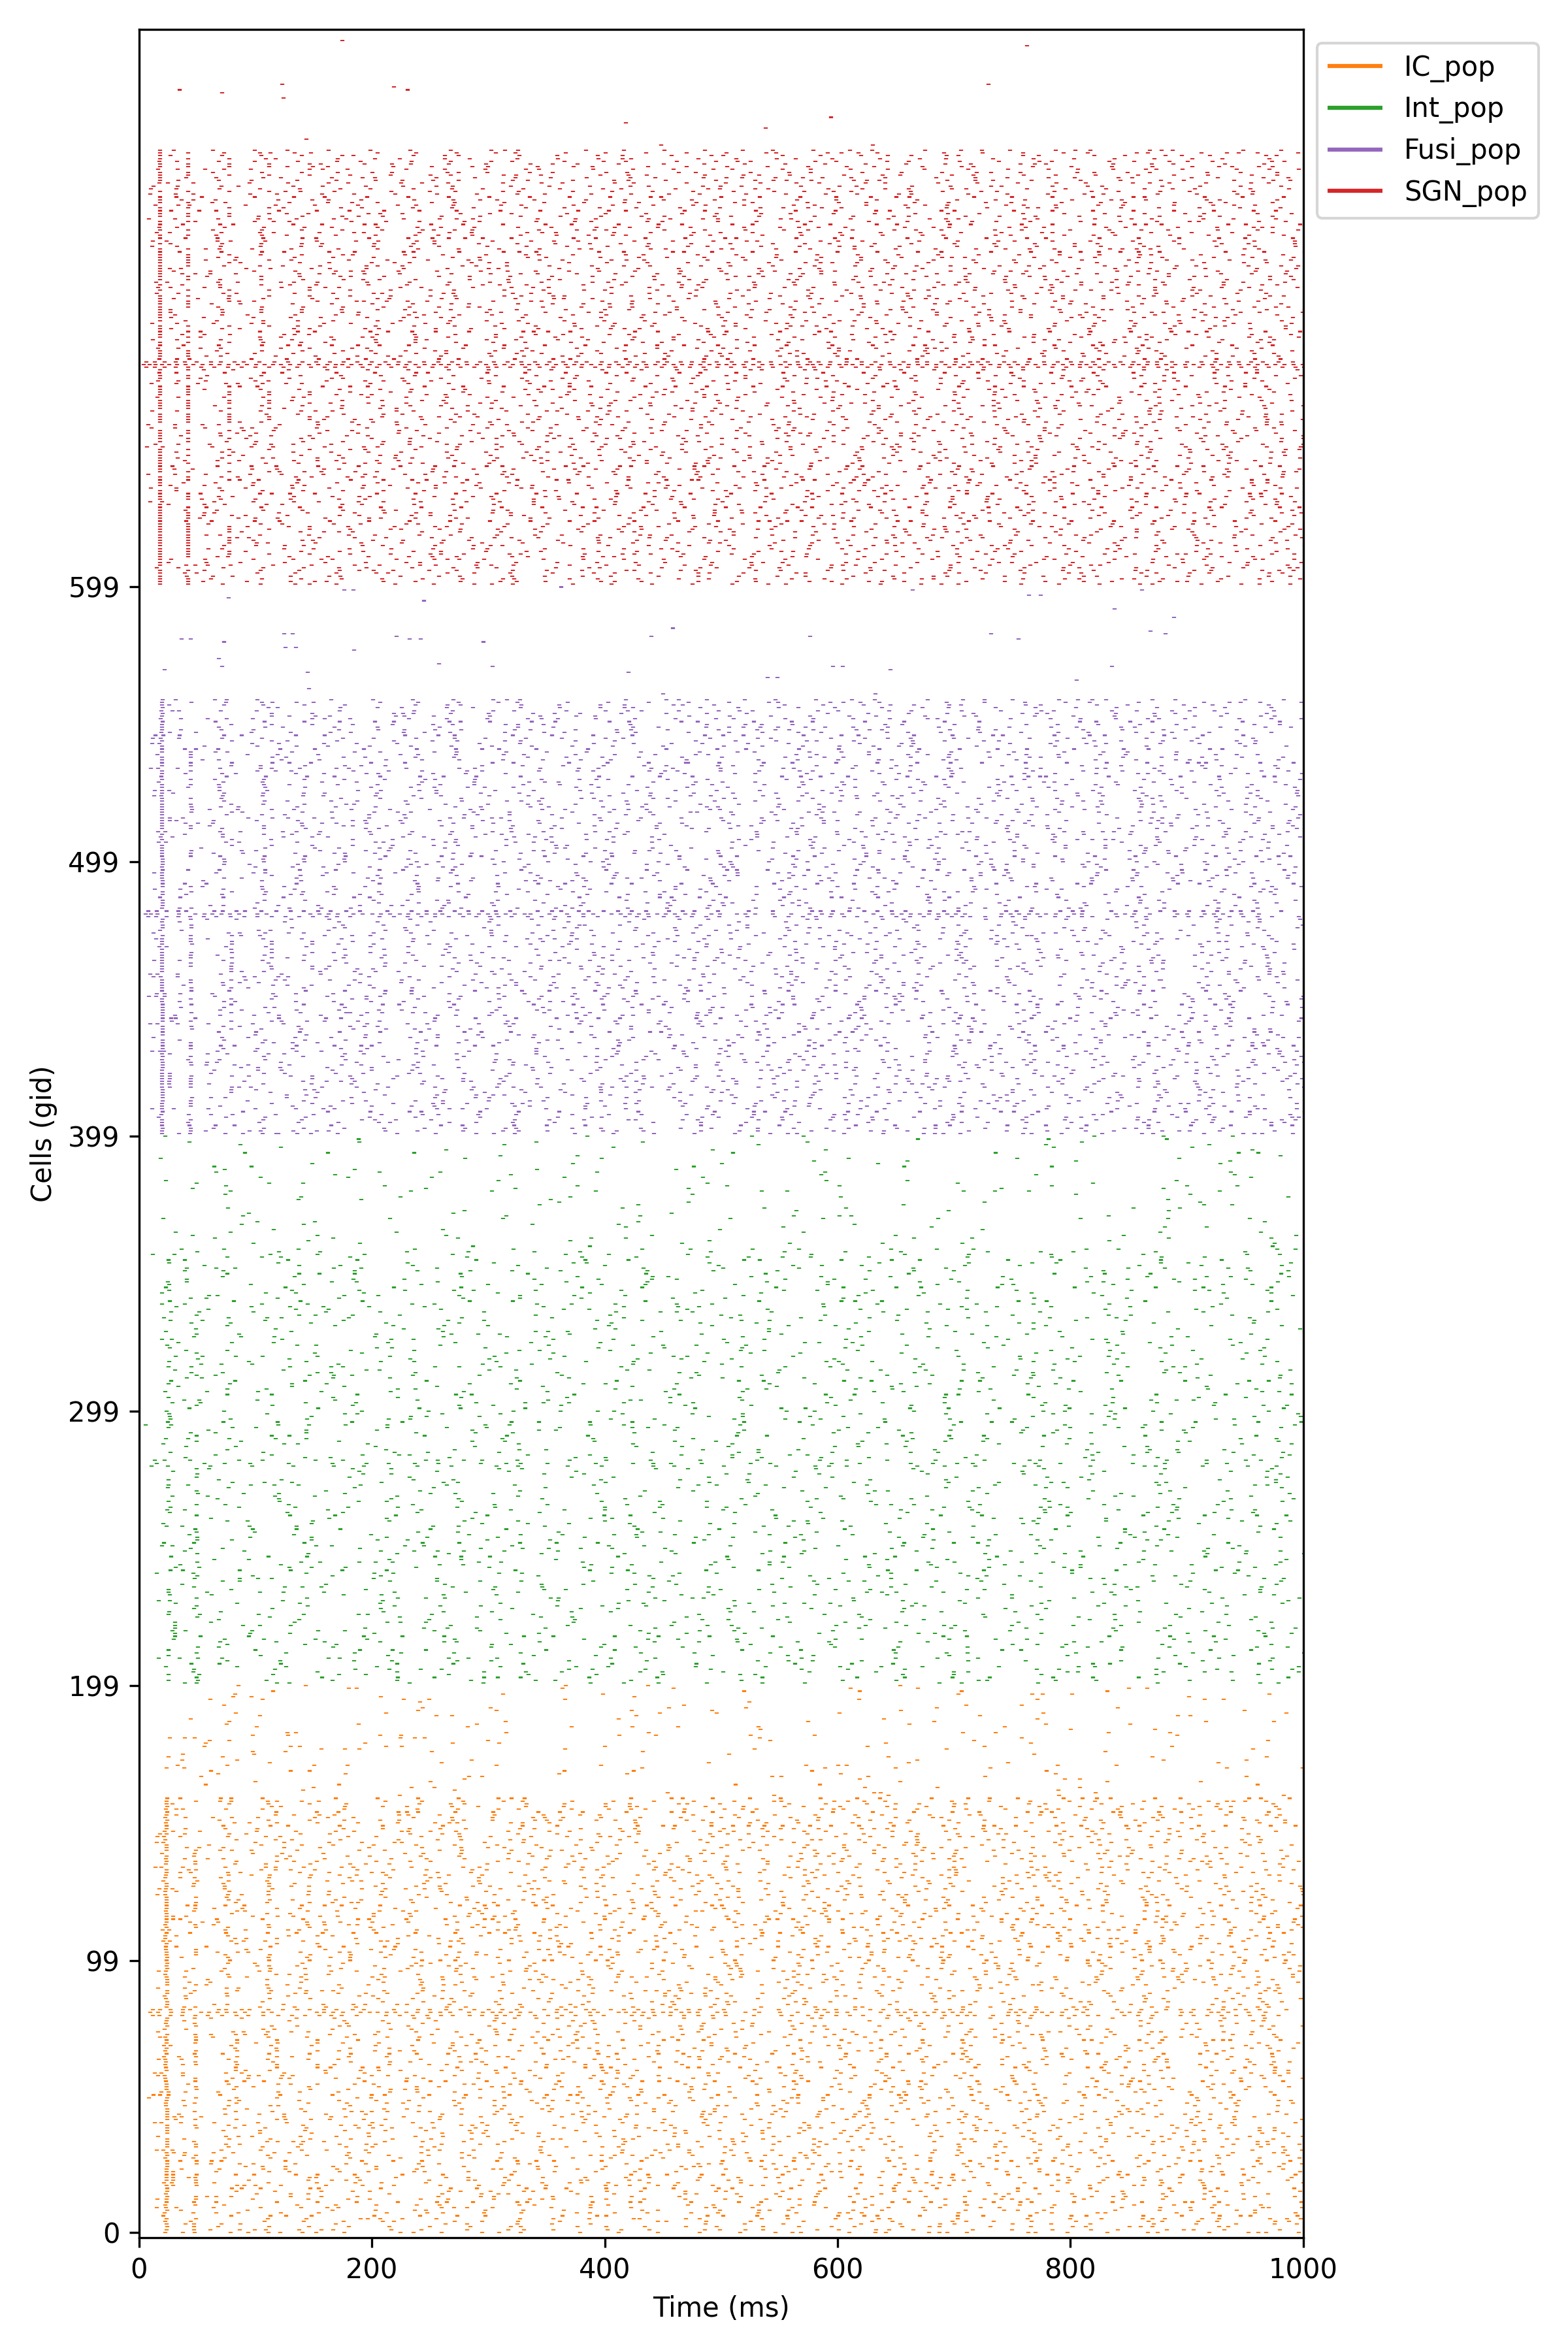 IC_pop
Int_pop
Fusi_pop
SGN_pop
599
499
399
299
199
99
0
Cells (gid)
0 200 400 600 800 1000
Time (ms)